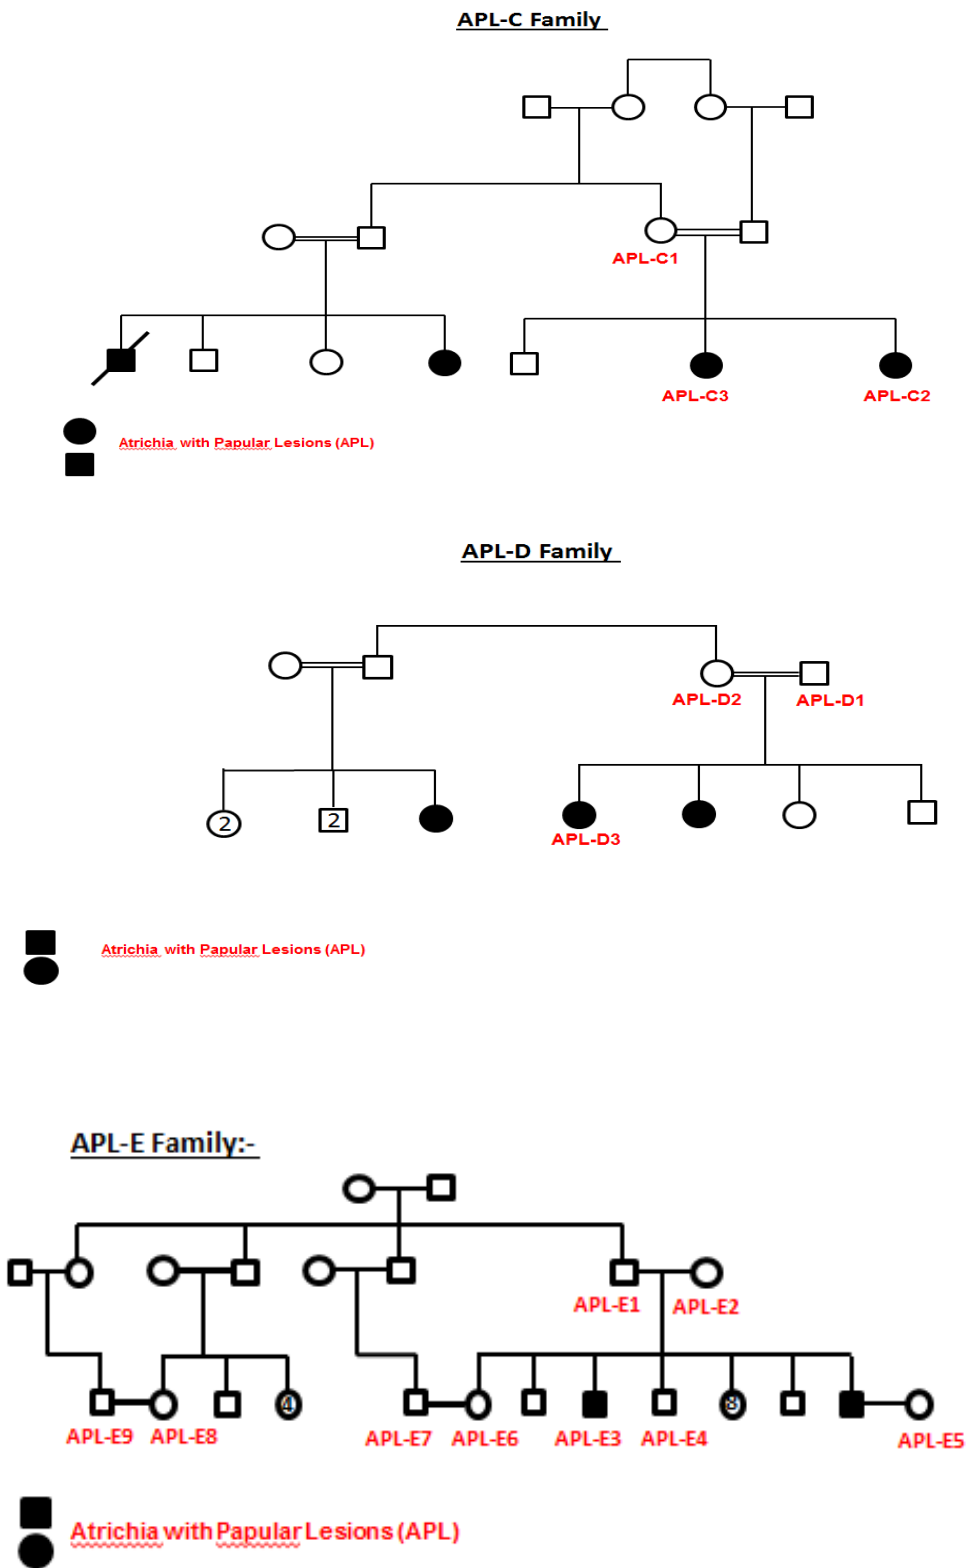 APL-C Family
APL-C1
APL-C3
APL-C2
Atrichia with Papular Lesions (APL)
APL-D Family
APL-D2
APL-D1
2
2
APL-D3
Atrichia with Papular Lesions (APL)
APL-E Family:-
APL-E1
APL-E2
4
8
APL-E9
APL-E8
APL-E7
APL-E6
APL-E3
APL-E4
APL-E5
Atrichia with Papular Lesions (APL)